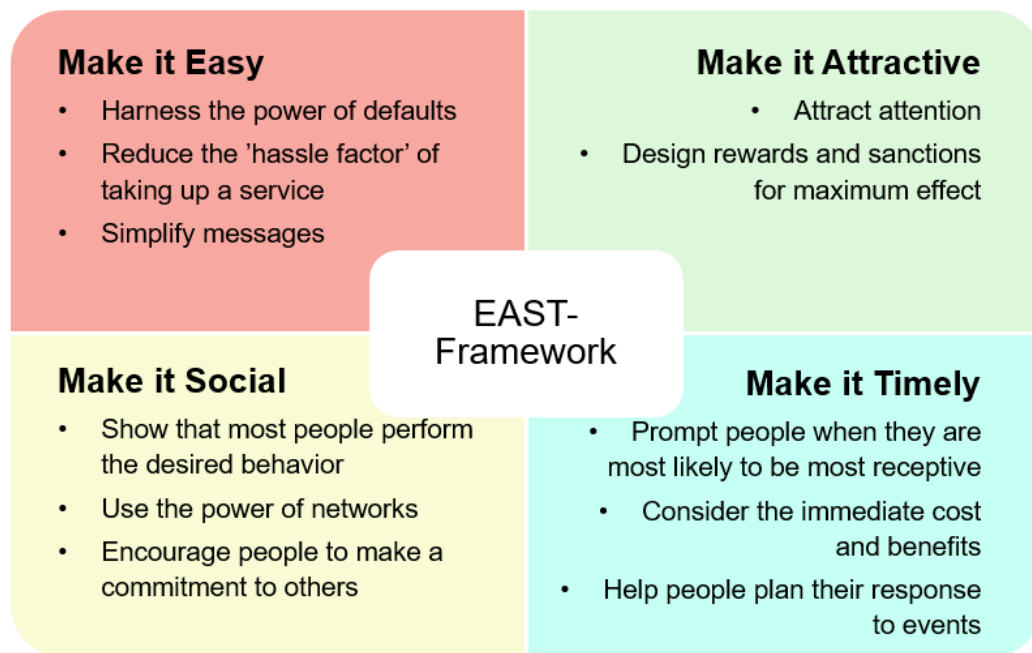 Make it Easy
• Harness the power of defaults
• Reduce the ’hassle factor’ of
taking up a service
• Simplify messages
Make it Attractive
• Attract attention
• Design rewards and sanctions
for maximum effect
EAST-
Framework
Make it Social
• Show that most people perform
the desired behavior
• Use the power of networks
• Encourage people to make a
commitment to others
Make it Timely
• Prompt people when they are
most likely to be most receptive
• Consider the immediate cost
and benefits
• Help people plan their response
to events